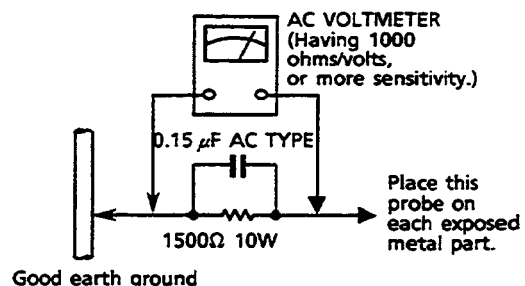 AC VOLTMETER
(Having 1000
ohms/volts,
or more sensitivity.)
0.15 μF AC TYPE
1500Ω 10W
Place this
probe on
each exposed
metal part.
Good earth ground